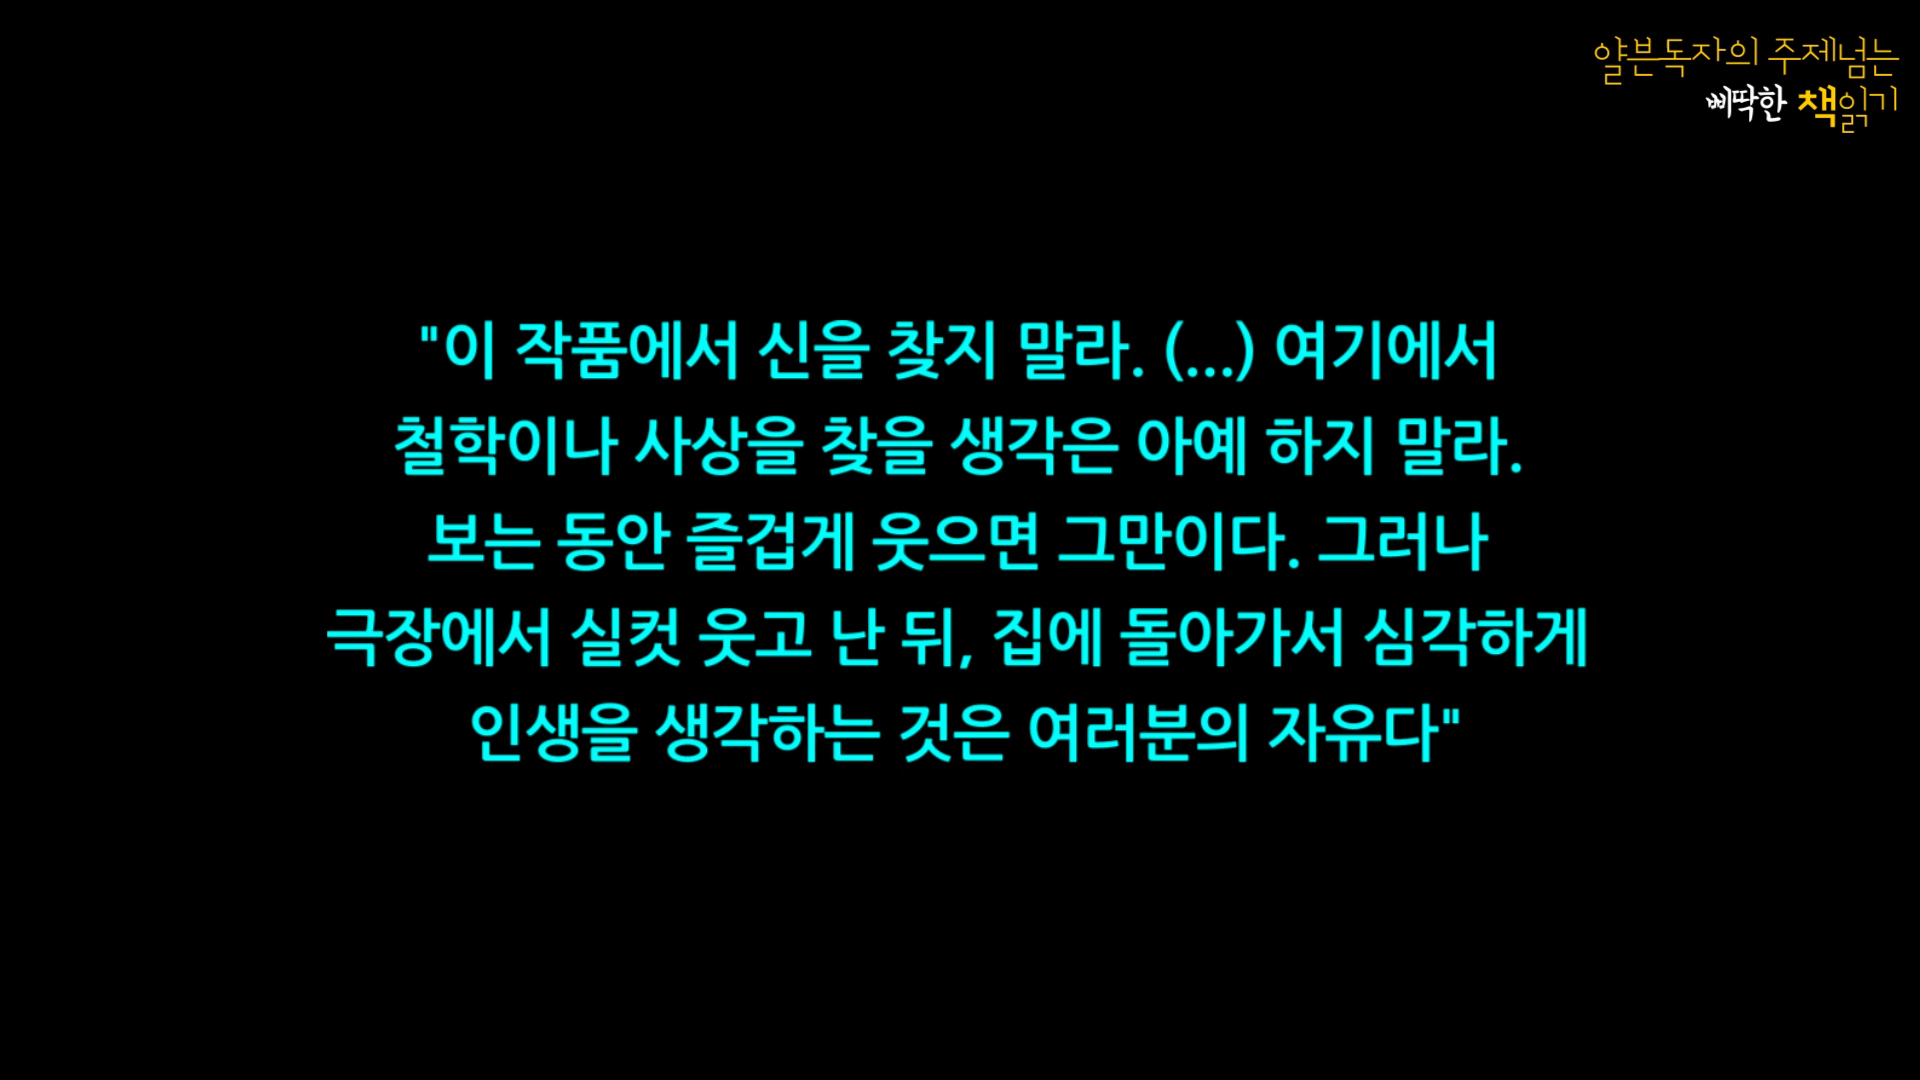 얄븐독자의 주제넘는
삐딱한 책읽기
"이 작품에서 신을 찾지 말라. (...) 여기에서
철학이나 사상을 찾을 생각은 아예 하지 말라.
보는 동안 즐겁게 웃으면 그만이다. 그러나
극장에서 실컷 웃고 난 뒤, 집에 돌아가서 심각하게
인생을 생각하는 것은 여러분의 자유다"